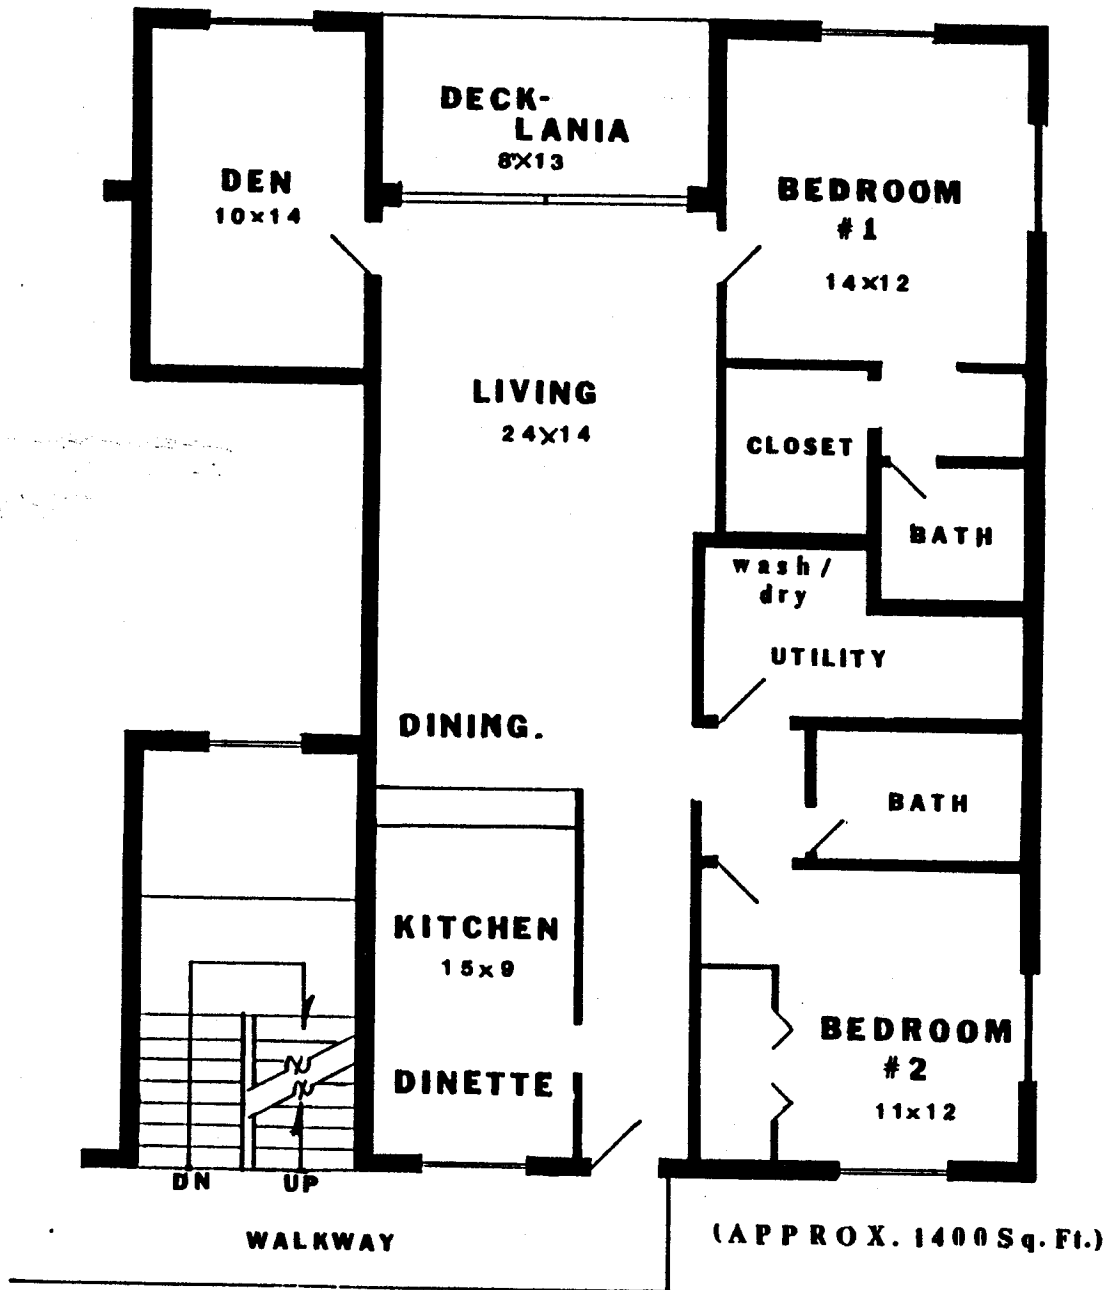 DECK-
LANIA
8'X13
DEN
10x14
BEDROOM
#1
14x12
LIVING
24X14
CLOSET
BATH
wash/
dry
UTILITY
DINING.
BATH
KITCHEN
15x9
DINETTE
BEDROOM
#2
11x12
DN
UP
WALKWAY
(APPROX. 1400 Sq. Ft.)